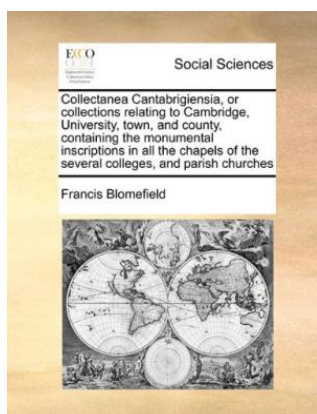 ECCO
Social Sciences
Collectanea Cantabrigiensia, or
collections relating to Cambridge,
University, town, and county,
containing the monumental
inscriptions in all the chapels of the
several colleges, and parish churches
Francis Blomefield